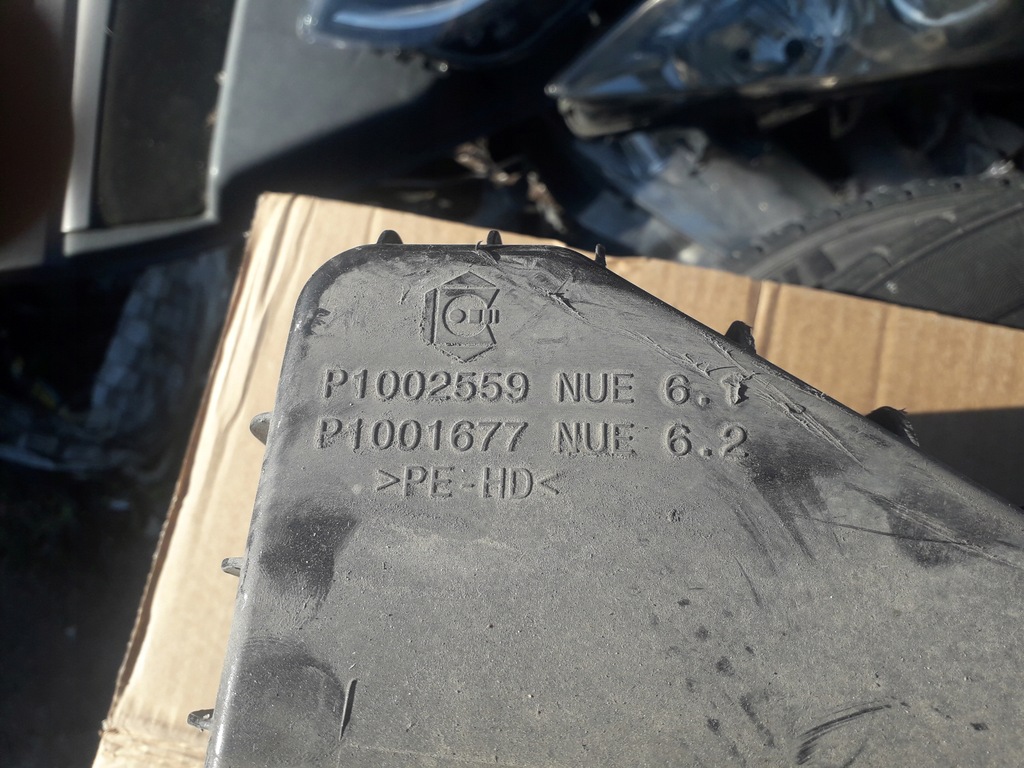 P1002559 NUE 6.1
P1001677 NUE 6.2
>PE-HD<